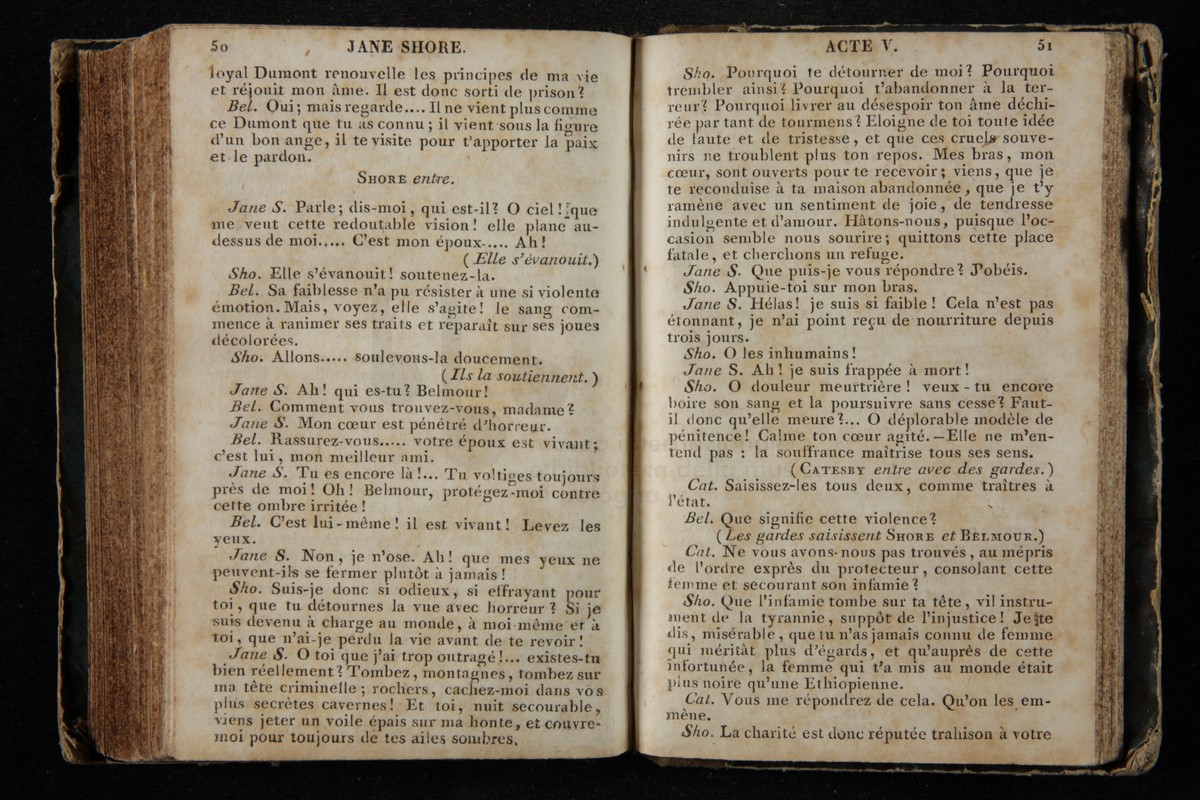 50 JANE SHORE.
loyal Dumont renouvelle les principes de ma vie
et réjouit mon âme. Il est donc sorti de prison?
Bel. Oui; mais regarde.... Il ne vient plus comme
ce Dumont que tu as connu; il vient sous la figure
d'un bon ange, il te visite pour t'apporter la paix
et le pardon.
SHORE entre.
Jane S. Parle; dis-moi, qui est-il? O ciel! que
me veut cette redoutable vision! elle plane au-
dessus de moi..... C'est mon époux..... Ah!
(Elle s'évanouit.)
Sho. Elle s'évanouit! soutenez-la.
Bel. Sa faiblesse n'a pu résister à une si violente
émotion. Mais, voyez, elle s'agite! le sang com-
mence à ranimer ses traits et reparaît sur ses joues
décolorées.
Sho. Allons..... soulevons-la doucement.
(Ils la soutiennent.)
Jane S. Ah! qui es-tu? Belmour!
Bel. Comment vous trouvez-vous, madame?
Jane S. Mon cœur est pénétré d'horreur.
Bel. Rassurez-vous..... votre époux est vivant;
c'est lui, mon meilleur ami.
Jane S. Tu es encore là!... Tu voltiges toujours
près de moi! Oh! Belmour, protégez-moi contre
cette ombre irritée!
Bel. C'est lui-même! il est vivant! Levez les
yeux.
Jane S. Non, je n'ose. Ah! que mes yeux ne
peuvent-ils se fermer plutôt à jamais!
Sho. Suis-je donc si odieux, si effrayant pour
toi, que tu détournes la vue avec horreur? Si je
suis devenu à charge au monde, à moi-même et à
toi, que n'ai-je perdu la vie avant de te revoir!
Jane S. O toi que j'ai trop outragé!... existes-tu
bien réellement? Tombez, montagnes, tombez sur
ma tête criminelle; rochers, cachez-moi dans vos
plus secrètes cavernes! Et toi, nuit secourable,
viens jeter un voile épais sur ma honte, et couvre-
moi pour toujours de tes ailes sombres.
ACTE V. 51
Sho. Pourquoi te détourner de moi? Pourquoi
trembler ainsi? Pourquoi t'abandonner à la ter-
reur? Pourquoi livrer au désespoir ton âme déchi-
rée par tant de tourmens? Eloigne de toi toute idée
de faute et de tristesse, et que ces cruels souve-
nirs ne troublent plus ton repos. Mes bras, mon
cœur, sont ouverts pour te recevoir; viens, que je
te reconduise à ta maison abandonnée, que je t'y
ramène avec un sentiment de joie, de tendresse
indulgente et d'amour. Hâtons-nous, puisque l'oc-
casion semble nous sourire; quittons cette place
fatale, et cherchons un refuge.
Jane S. Que puis-je vous répondre? J'obéis.
Sho. Appuie-toi sur mon bras.
Jane S. Hélas! je suis si faible! Cela n'est pas
étonnant, je n'ai point reçu de nourriture depuis
trois jours.
Sho. O les inhumains!
Jane S. Ah! je suis frappée à mort!
Sho. O douleur meurtrière! veux-tu encore
boire son sang et la poursuivre sans cesse? Faut-
il donc qu'elle meure?... O déplorable modèle de
pénitence! Calme ton cœur agité.—Elle ne m'en-
tend pas : la souffrance maîtrise tous ses sens.
(CATESBY entre avec des gardes.)
Cat. Saisissez-les tous deux, comme traîtres à
l'état.
Bel. Que signifie cette violence?
(Les gardes saisissent SHORE et BELMOUR.)
Cat. Ne vous avons-nous pas trouvés, au mépris
de l'ordre exprès du protecteur, consolant cette
femme et secourant son infamie?
Sho. Que l'infamie tombe sur ta tête, vil instru-
ment de la tyrannie, suppôt de l'injustice! Je te
dis, misérable, que tu n'as jamais connu de femme
qui méritât plus d'égards, et qu'auprès de cette
infortunée, la femme qui t'a mis au monde était
plus noire qu'une Ethiopienne.
Cat. Vous me répondrez de cela. Qu'on les em-
mène.
Sho. La charité est donc réputée trahison à votre